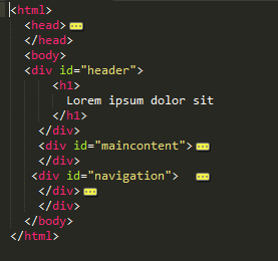 <html>
<head>
</head>
<body>
<div id="header">
<h1>
Lorem ipsum dolor sit
</h1>
</div>
<div id="maincontent>
</div>
<div id="navigation">
</div>
</div>
</body>
</html>